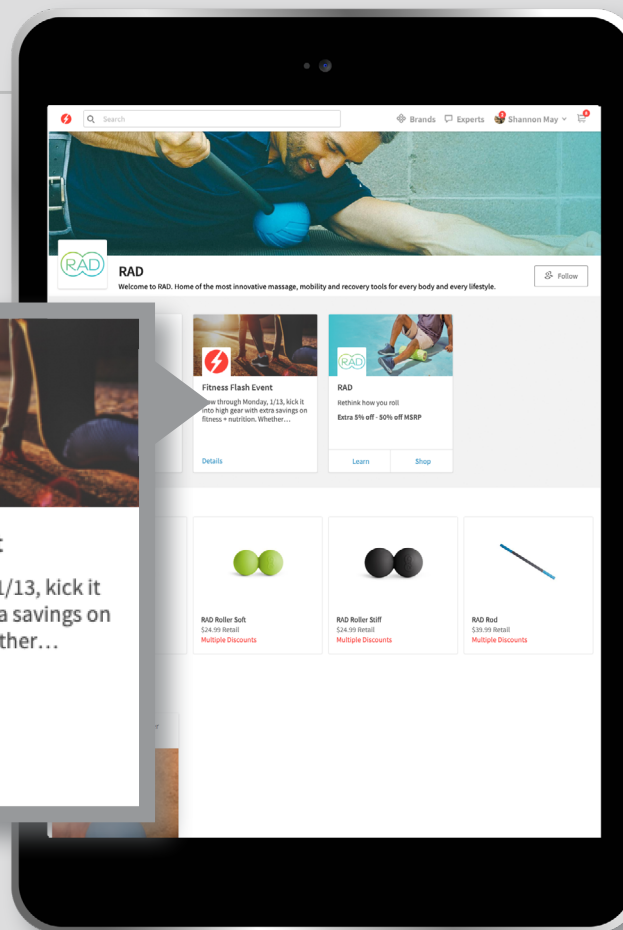 Search
Brands
Experts
Shannon May
RAD
RAD
Welcome to RAD. Home of the most innovative massage, mobility and recovery tools for every body and every lifestyle.
Follow
Fitness Flash Event
through Monday, 1/13, kick it
into high gear with extra savings on
fitness + nutrition. Whether…
Details
RAD
RAD
Rethink how you roll
Extra 5% off - 50% off MSRP
Learn
Shop
1/13, kick it
savings on
RAD Roller Soft
$24.99 Retail
Multiple Discounts
RAD Roller Stiff
$24.99 Retail
Multiple Discounts
RAD Rod
$39.99 Retail
Multiple Discounts